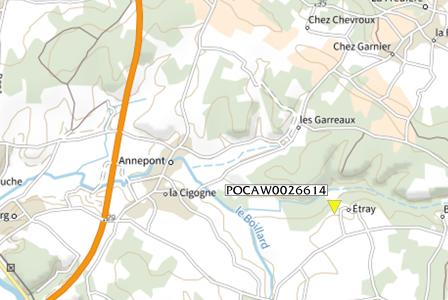 Chez Chevroux
Chez Garnier
les Garreaux
Annepont
la Cigogne
POCAW0026614
le Boillard
Étray